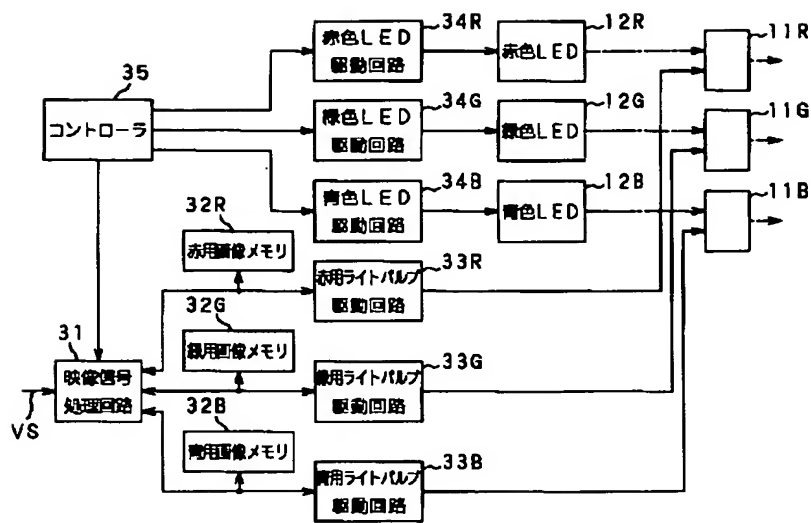 34R
赤色LED
駆動回路
12R
赤色LED
11R
35
コントローラ
34G
緑色LED
駆動回路
12G
緑色LED
11G
34B
青色LED
駆動回路
12B
青色LED
11B
32R
赤用画像メモリ
33R
赤用ライトバルブ
駆動回路
32G
緑用画像メモリ
33G
緑用ライトバルブ
駆動回路
31
映像信号
処理回路
VS
32B
青用画像メモリ
33B
青用ライトバルブ
駆動回路